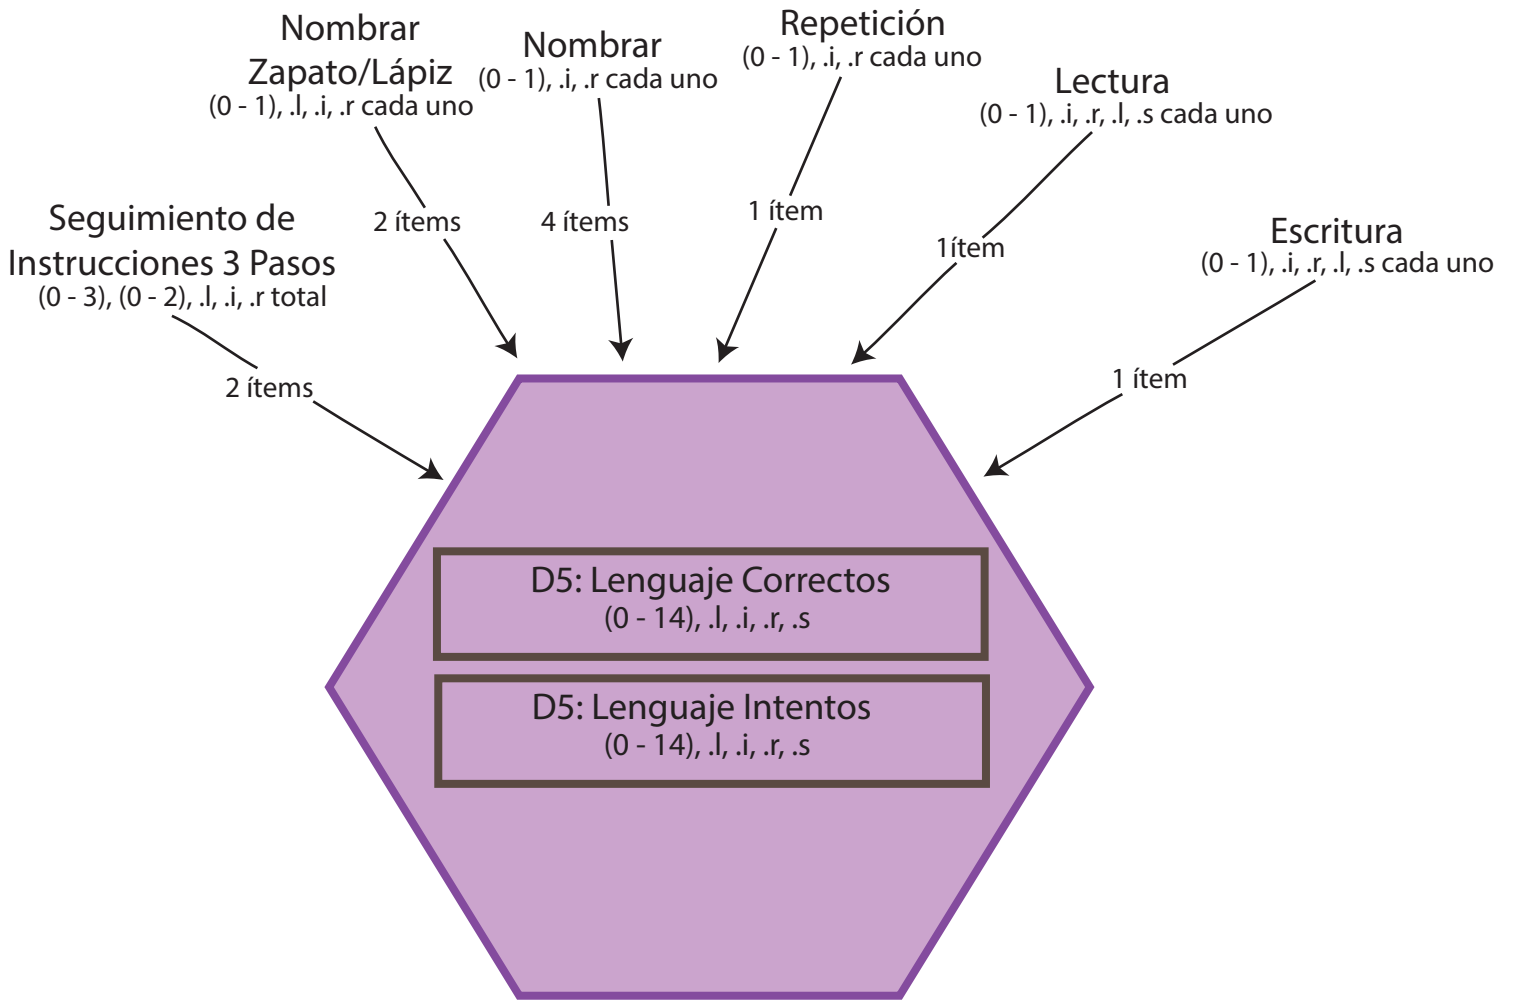 Nombrar
Zapato/Lápiz
(0 - 1), .l, .i, .r cada uno
Nombrar
(0 - 1), .i, .r cada uno
Repetición
(0 - 1), .i, .r cada uno
Lectura
(0 - 1), .i, .r, .l, .s cada uno
Seguimiento de
Instrucciones 3 Pasos
(0 - 3), (0 - 2), .l, .i, .r total
Escritura
(0 - 1), .i, .r, .l, .s cada uno
2 ítems
2 ítems
4 ítems
1 ítem
1ítem
1 ítem
D5: Lenguaje Correctos
(0 - 14), .l, .i, .r, .s
D5: Lenguaje Intentos
(0 - 14), .l, .i, .r, .s